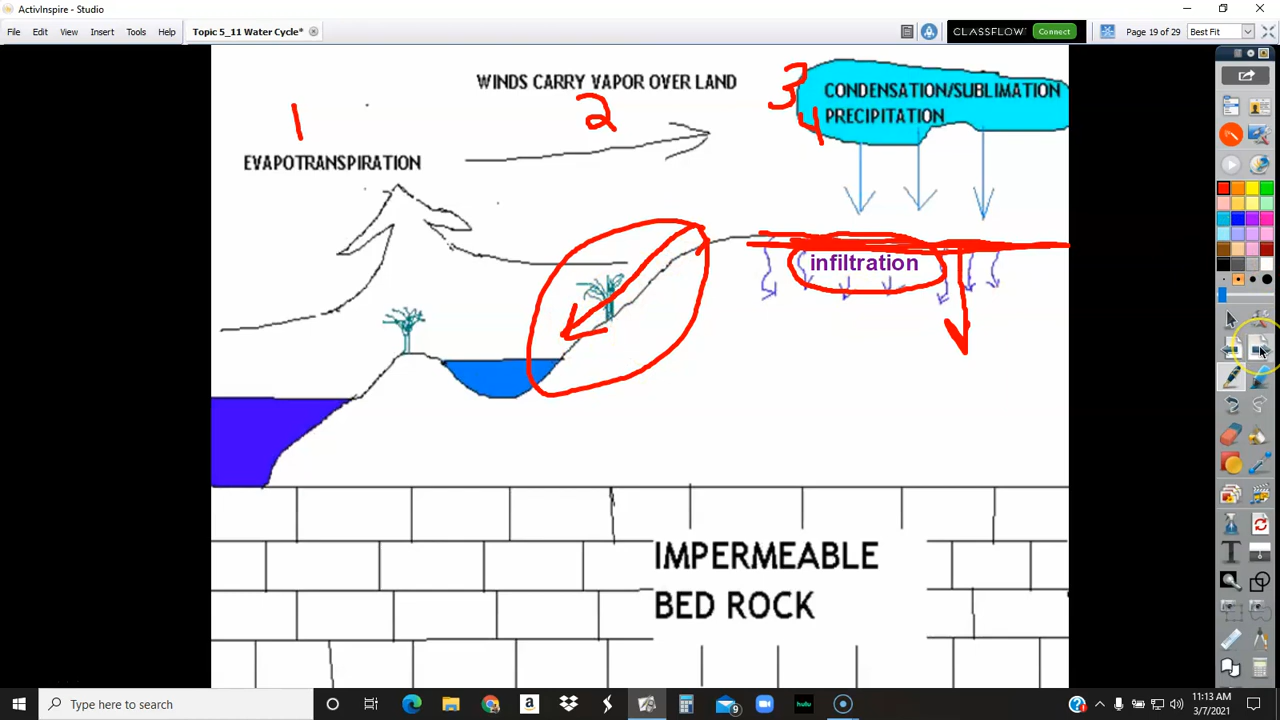 ActivInspire - Studio
File Edit View Insert Tools Help
Topic 5_11 Water Cycle*
CLASSFLOW Connect
Page 19 of 29
Best Fit
WINDS CARRY VAPOR OVER LAND
3
CONDENSATION/SUBLIMATION
1
2
4
PRECIPITATION
EVAPOTRANSPIRATION
infiltration
IMPERMEABLE
BED ROCK
Type here to search
a
hulu
9
11:13 AM
3/7/2021